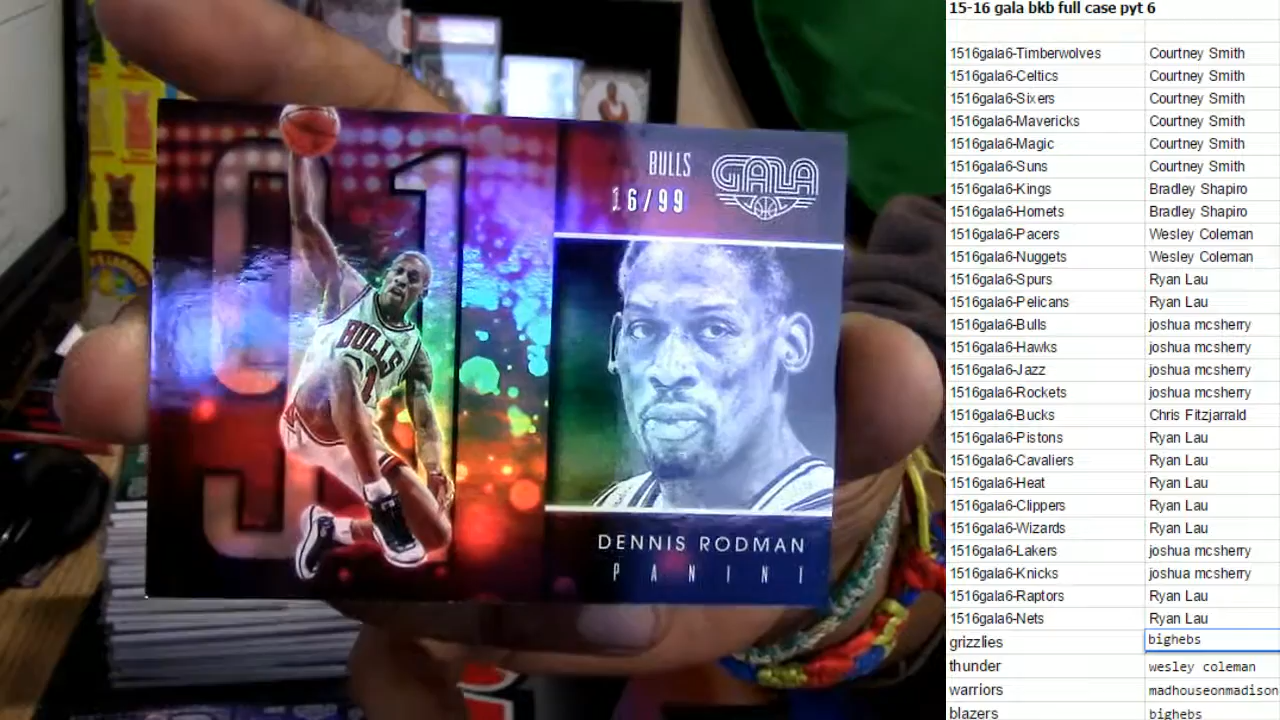 BULLS
GALA
16/99
91
BULLS
DENNIS RODMAN
PANINI
15-16 gala bkb full case pyt 6
1516gala6-Timberwolves Courtney Smith
1516gala6-Celtics Courtney Smith
1516gala6-Sixers Courtney Smith
1516gala6-Mavericks Courtney Smith
1516gala6-Magic Courtney Smith
1516gala6-Suns Courtney Smith
1516gala6-Kings Bradley Shapiro
1516gala6-Hornets Bradley Shapiro
1516gala6-Pacers Wesley Coleman
1516gala6-Nuggets Wesley Coleman
1516gala6-Spurs Ryan Lau
1516gala6-Pelicans Ryan Lau
1516gala6-Bulls joshua mcsherry
1516gala6-Hawks joshua mcsherry
1516gala6-Jazz joshua mcsherry
1516gala6-Rockets joshua mcsherry
1516gala6-Bucks Chris Fitzjarrald
1516gala6-Pistons Ryan Lau
1516gala6-Cavaliers Ryan Lau
1516gala6-Heat Ryan Lau
1516gala6-Clippers Ryan Lau
1516gala6-Wizards Ryan Lau
1516gala6-Lakers joshua mcsherry
1516gala6-Knicks joshua mcsherry
1516gala6-Raptors Ryan Lau
1516gala6-Nets Ryan Lau
grizzlies bighebs
thunder wesley coleman
warriors madhouseonmadison
blazers bighebs